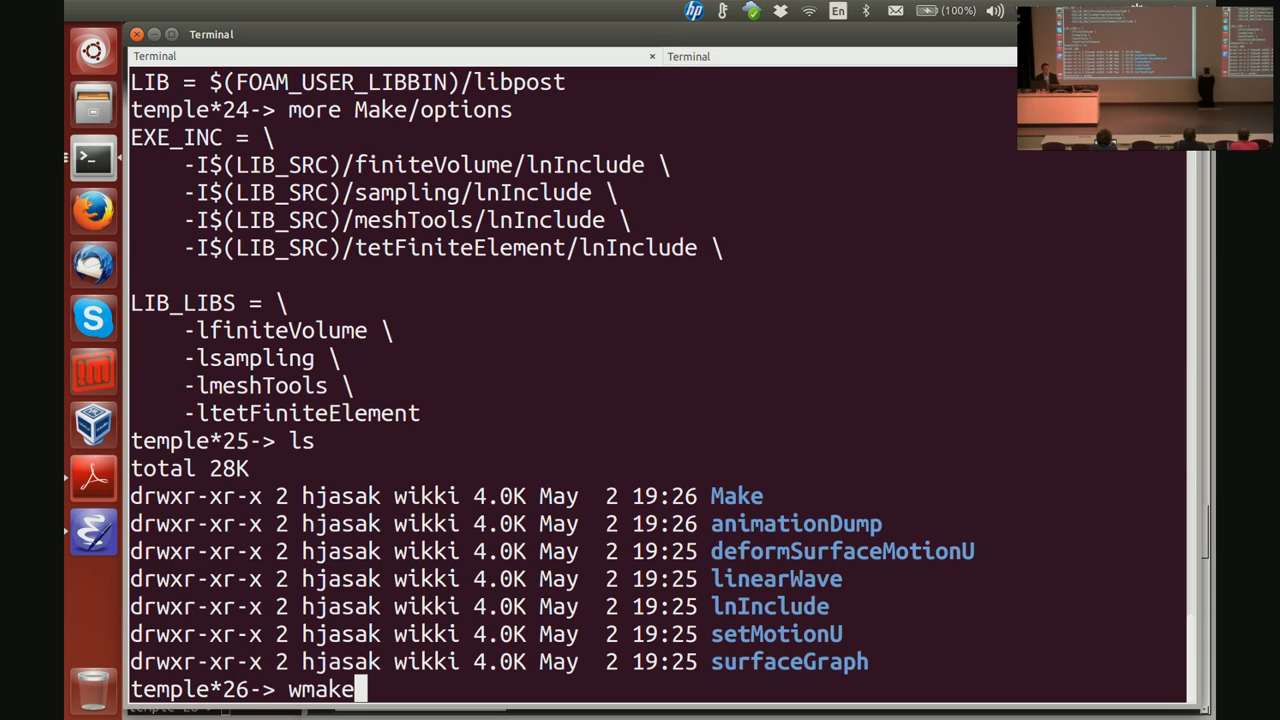 En
(100%)
Terminal
Terminal
Terminal
LIB = $(FOAM_USER_LIBBIN)/libpost
temple*24-> more Make/options
EXE_INC = \
-I$(LIB_SRC)/finiteVolume/lnInclude \
-I$(LIB_SRC)/sampling/lnInclude \
-I$(LIB_SRC)/meshTools/lnInclude \
-I$(LIB_SRC)/tetFiniteElement/lnInclude \
LIB_LIBS = \
-lfiniteVolume \
-lsampling \
-lmeshTools \
-ltetFiniteElement
temple*25-> ls
total 28K
drwxr-xr-x 2 hjasak wikki 4.0K May  2 19:26 Make
drwxr-xr-x 2 hjasak wikki 4.0K May  2 19:26 animationDump
drwxr-xr-x 2 hjasak wikki 4.0K May  2 19:25 deformSurfaceMotionU
drwxr-xr-x 2 hjasak wikki 4.0K May  2 19:25 linearWave
drwxr-xr-x 2 hjasak wikki 4.0K May  2 19:25 lnInclude
drwxr-xr-x 2 hjasak wikki 4.0K May  2 19:25 setMotionU
drwxr-xr-x 2 hjasak wikki 4.0K May  2 19:25 surfaceGraph
temple*26-> wmake